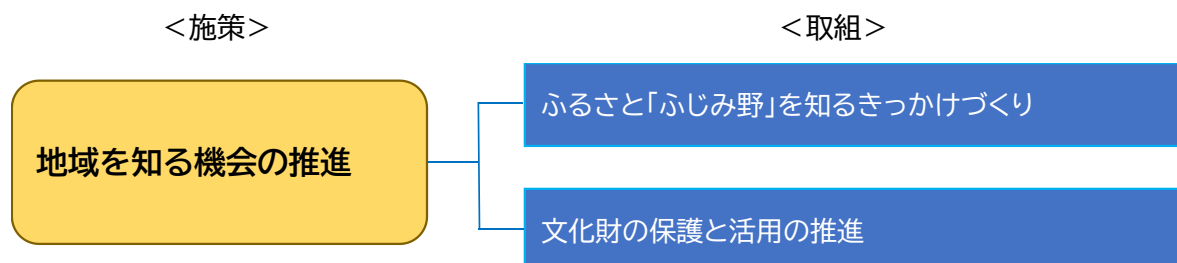 ＜施策＞
＜取組＞
地域を知る機会の推進
ふるさと「ふじみ野」を知るきっかけづくり
文化財の保護と活用の推進